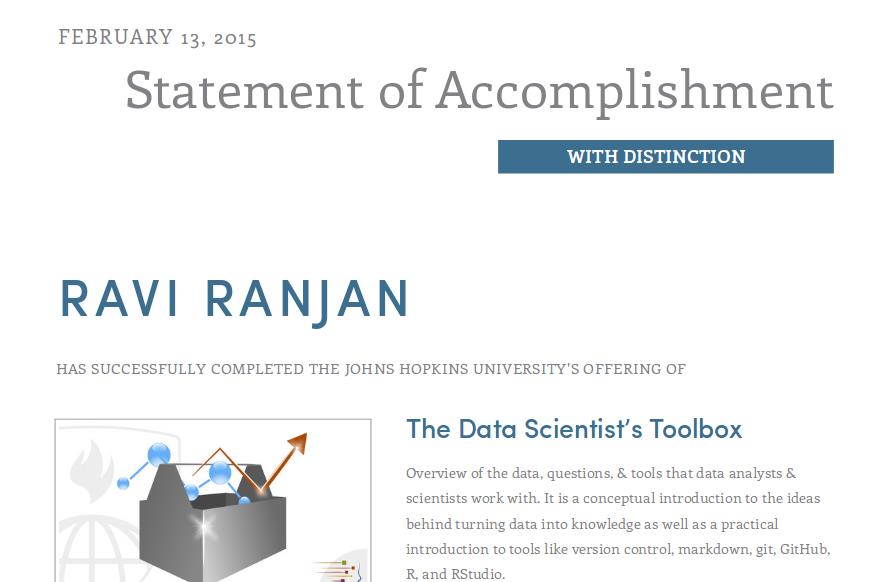 FEBRUARY 13, 2015
Statement of Accomplishment
WITH DISTINCTION
RAVI RANJAN
HAS SUCCESSFULLY COMPLETED THE JOHNS HOPKINS UNIVERSITY'S OFFERING OF
The Data Scientist's Toolbox
Overview of the data, questions, & tools that data analysts &
scientists work with. It is a conceptual introduction to the ideas
behind turning data into knowledge as well as a practical
introduction to tools like version control, markdown, git, GitHub,
R, and RStudio.